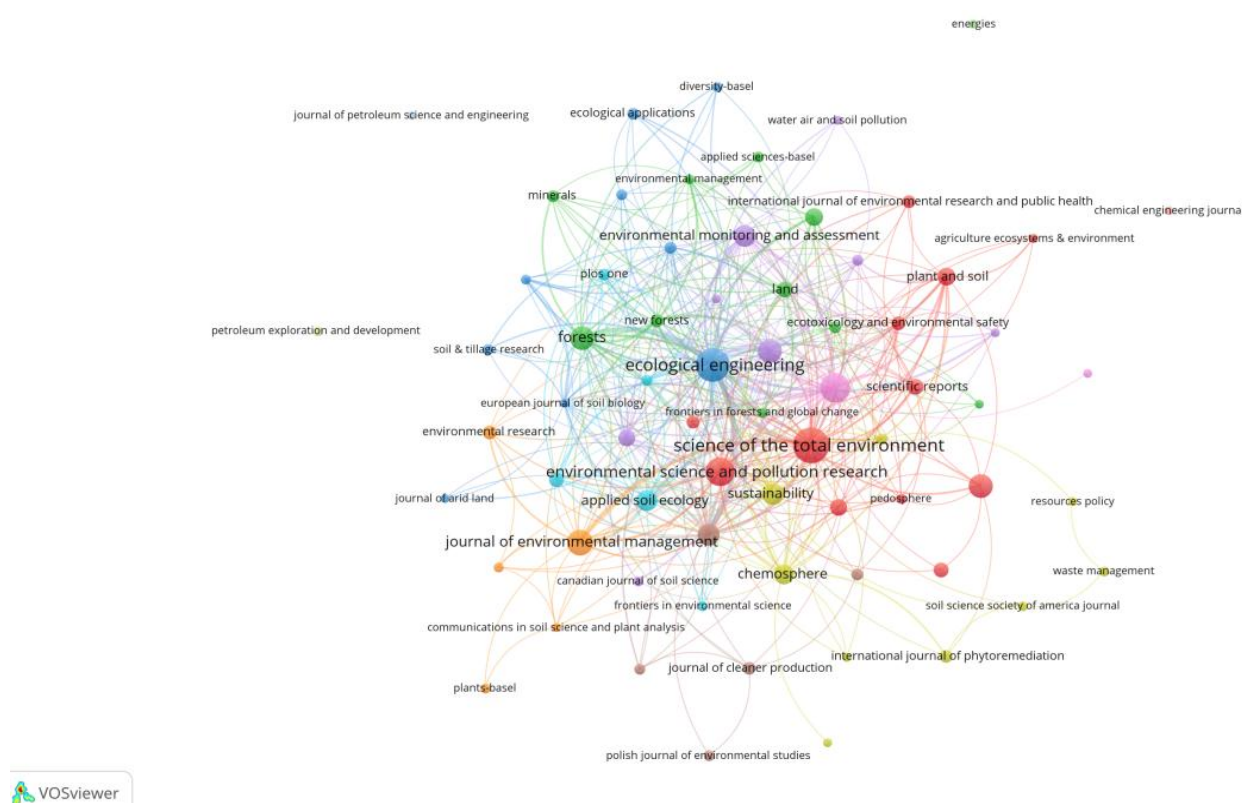 energies
diversity-basel
journal of petroleum science and engineering
ecological applications
water air and soil pollution
applied sciences-basel
environmental management
minerals
international journal of environmental research and public health
chemical engineering journa
environmental monitoring and assessment
agriculture ecosystems & environment
plos one
plant and soil
land
new forests
ecotoxicology and environmental safety
petroleum exploration and development
forests
soil & tillage research
ecological engineering
scientific reports
european journal of soil biology
frontiers in forests and global change
environmental research
science of the total environment
environmental science and pollution research
sustainability
journal of arid land
applied soil ecology
pedosphere
resources policy
journal of environmental management
chemosphere
waste management
canadian journal of soil science
frontiers in environmental science
soil science society of america journal
communications in soil science and plant analysis
international journal of phytoremediation
journal of cleaner production
plants-basel
polish journal of environmental studies
VOSviewer